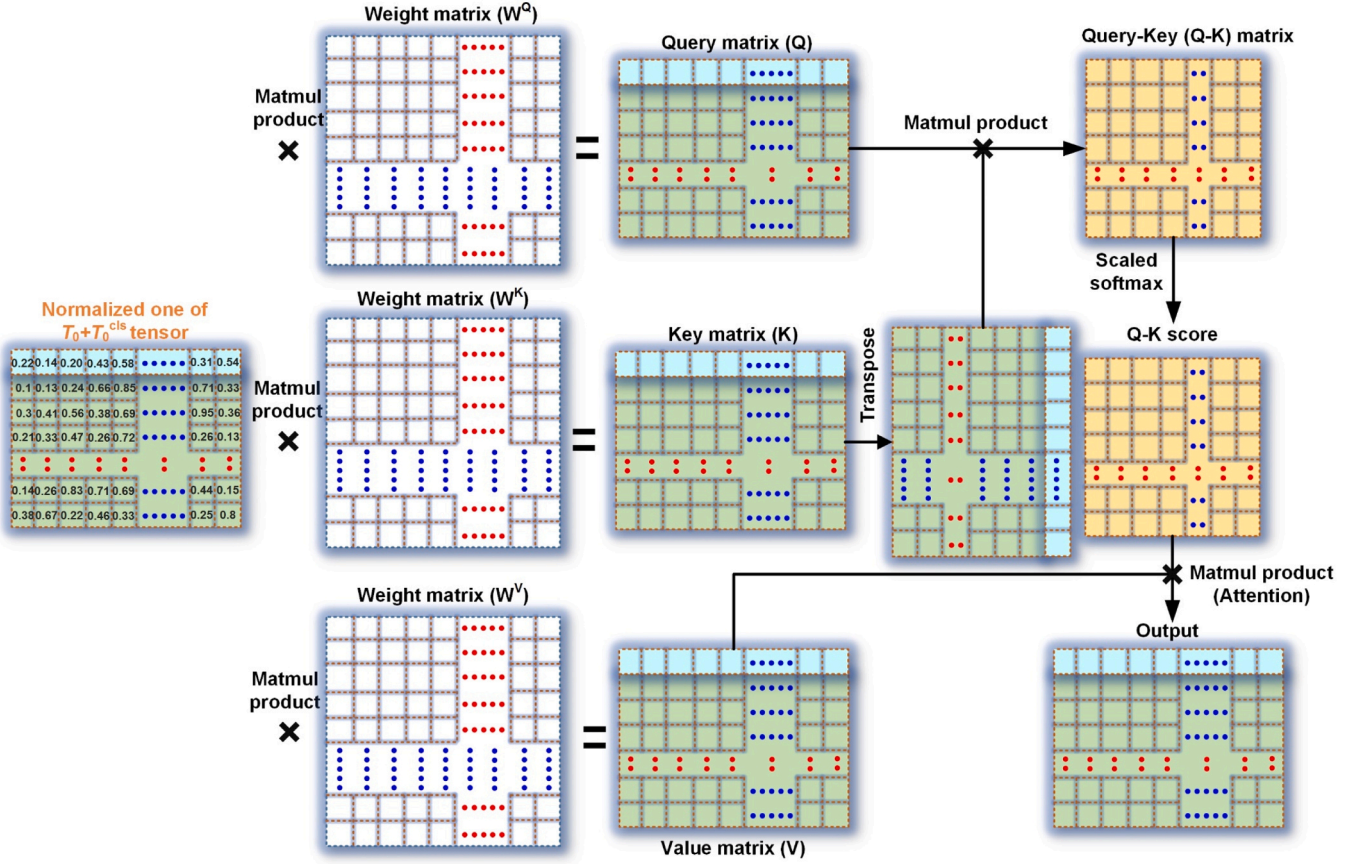 Weight matrix (W^Q)
Query matrix (Q)
Query-Key (Q-K) matrix
Matmul
product
×
=
Matmul product
Scaled
softmax
Weight matrix (W^K)
Key matrix (K)
Q-K score
Normalized one of
T₀+T₀^cls tensor
0.22 0.14 0.20 0.43 0.58 0.31 0.54
0.1 0.13 0.24 0.66 0.85 0.71 0.33
0.3 0.41 0.56 0.38 0.69 0.95 0.36
0.21 0.33 0.47 0.26 0.72 0.26 0.13
0.14 0.26 0.83 0.71 0.69 0.44 0.15
0.38 0.67 0.22 0.46 0.33 0.25 0.8
Matmul
product
×
=
Transpose
Weight matrix (W^V)
Matmul product
(Attention)
Output
Matmul
product
×
=
Value matrix (V)